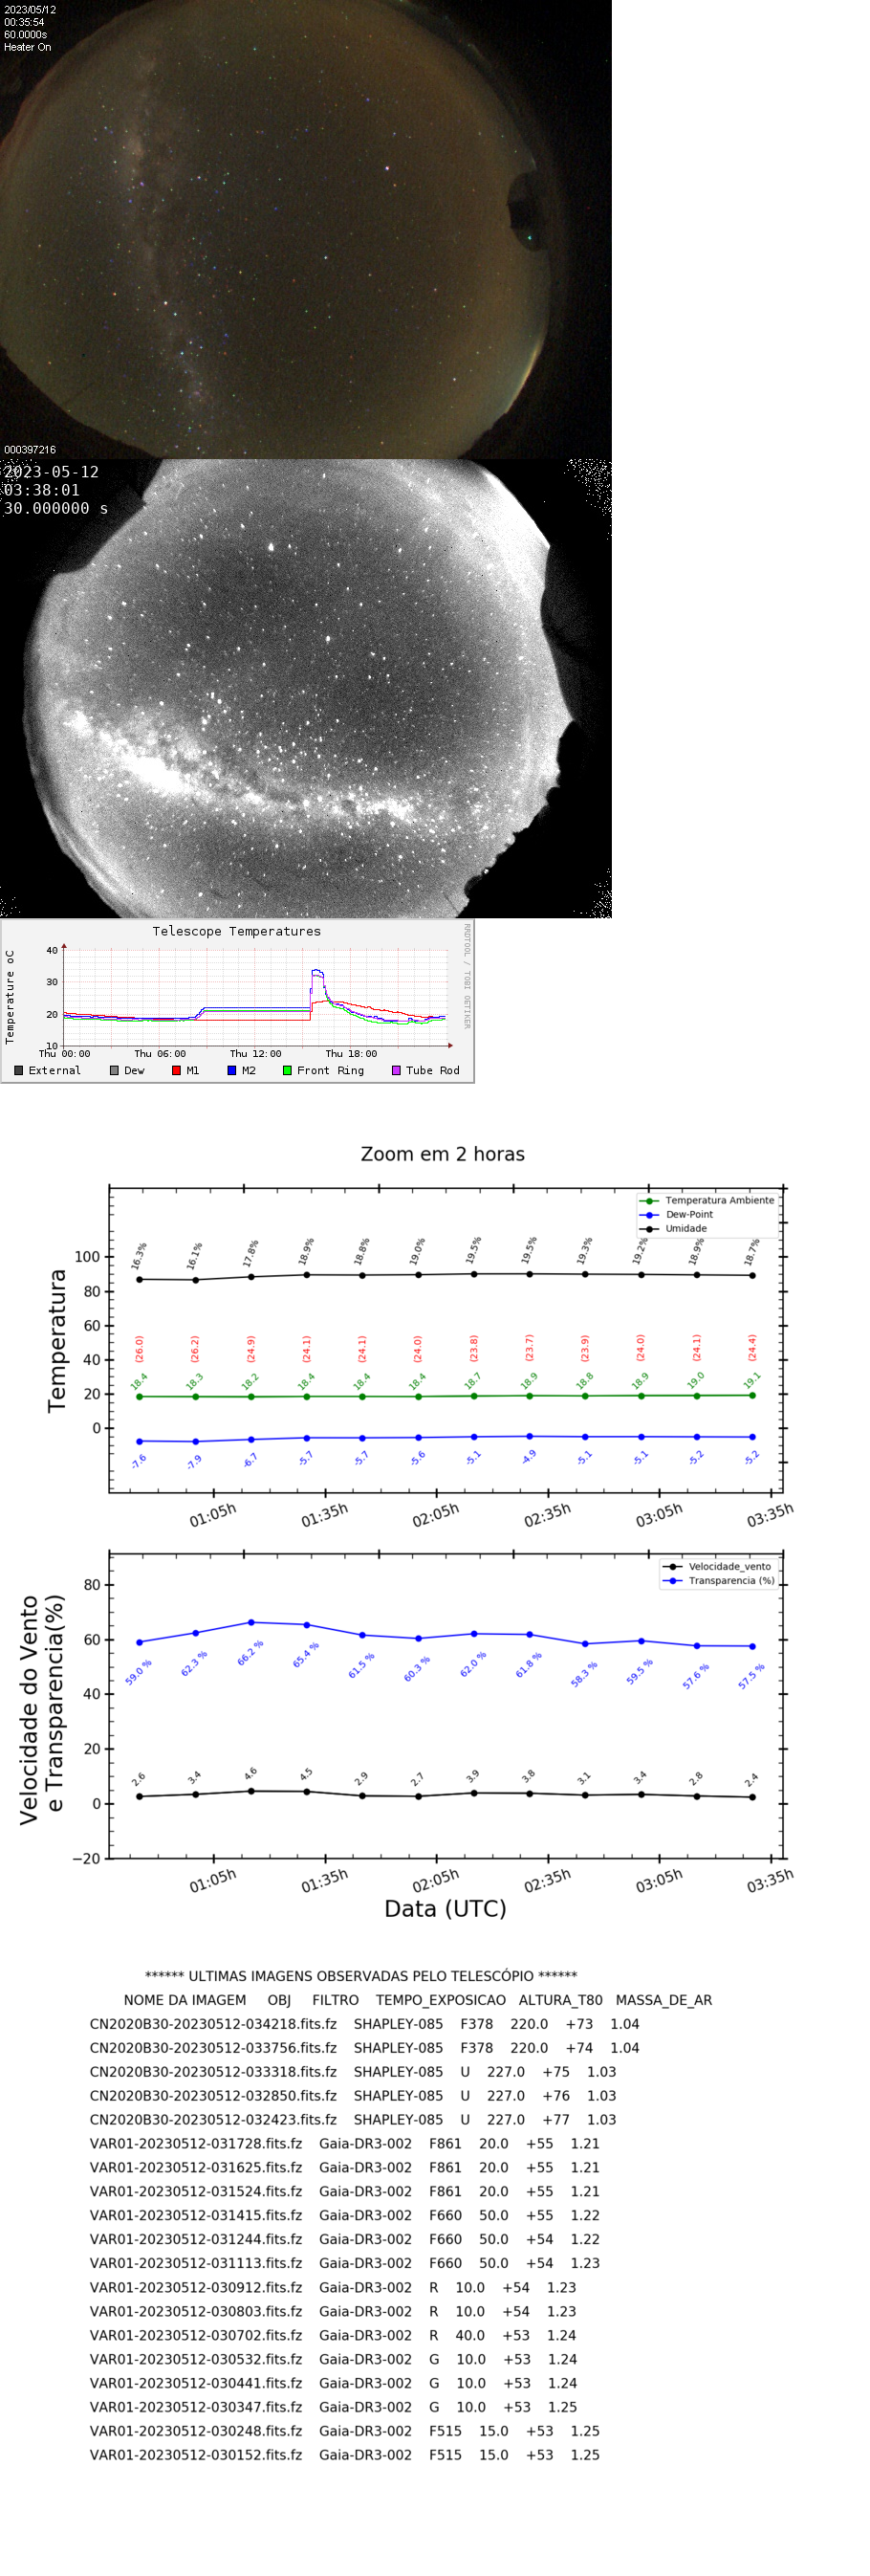 2023/05/12
00:35:54
60.0000s
Heater On
000397216
2023-05-12
03:38:01
30.000000 s
Telescope Temperatures
RRDTOOL / TOBI OETIKER
Temperature oC
40
30
20
10
Thu 00:00 Thu 06:00 Thu 12:00 Thu 18:00
External Dew M1 M2 Front Ring Tube Rod
Zoom em 2 horas
Temperatura Ambiente
Dew-Point
Umidade
Temperatura
100
80
60
40
20
0
16.3% 16.1% 17.8% 18.9% 18.8% 19.0% 19.5% 19.5% 19.3% 19.2% 18.9% 18.7%
(26.0) (26.2) (24.9) (24.1) (24.1) (24.0) (23.8) (23.7) (23.9) (24.0) (24.1) (24.4)
18.4 18.3 18.2 18.4 18.4 18.4 18.7 18.9 18.8 18.9 19.0 19.1
-7.6 -7.9 -6.7 -5.7 -5.7 -5.6 -5.1 -4.9 -5.1 -5.1 -5.2 -5.2
01:05h 01:35h 02:05h 02:35h 03:05h 03:35h
Velocidade_vento
Transparencia (%)
Velocidade do Vento
e Transparencia(%)
80
60
40
20
0
−20
59.0 % 62.3 % 66.2 % 65.4 % 61.5 % 60.3 % 62.0 % 61.8 % 58.3 % 59.5 % 57.6 % 57.5 %
2.6 3.4 4.6 4.5 2.9 2.7 3.9 3.8 3.1 3.4 2.8 2.4
01:05h 01:35h 02:05h 02:35h 03:05h 03:35h
Data (UTC)
****** ULTIMAS IMAGENS OBSERVADAS PELO TELESCÓPIO ******
NOME DA IMAGEM OBJ FILTRO TEMPO_EXPOSICAO ALTURA_T80 MASSA_DE_AR
CN2020B30-20230512-034218.fits.fz SHAPLEY-085 F378 220.0 +73 1.04
CN2020B30-20230512-033756.fits.fz SHAPLEY-085 F378 220.0 +74 1.04
CN2020B30-20230512-033318.fits.fz SHAPLEY-085 U 227.0 +75 1.03
CN2020B30-20230512-032850.fits.fz SHAPLEY-085 U 227.0 +76 1.03
CN2020B30-20230512-032423.fits.fz SHAPLEY-085 U 227.0 +77 1.03
VAR01-20230512-031728.fits.fz Gaia-DR3-002 F861 20.0 +55 1.21
VAR01-20230512-031625.fits.fz Gaia-DR3-002 F861 20.0 +55 1.21
VAR01-20230512-031524.fits.fz Gaia-DR3-002 F861 20.0 +55 1.21
VAR01-20230512-031415.fits.fz Gaia-DR3-002 F660 50.0 +55 1.22
VAR01-20230512-031244.fits.fz Gaia-DR3-002 F660 50.0 +54 1.22
VAR01-20230512-031113.fits.fz Gaia-DR3-002 F660 50.0 +54 1.23
VAR01-20230512-030912.fits.fz Gaia-DR3-002 R 10.0 +54 1.23
VAR01-20230512-030803.fits.fz Gaia-DR3-002 R 10.0 +54 1.23
VAR01-20230512-030702.fits.fz Gaia-DR3-002 R 40.0 +53 1.24
VAR01-20230512-030532.fits.fz Gaia-DR3-002 G 10.0 +53 1.24
VAR01-20230512-030441.fits.fz Gaia-DR3-002 G 10.0 +53 1.24
VAR01-20230512-030347.fits.fz Gaia-DR3-002 G 10.0 +53 1.25
VAR01-20230512-030248.fits.fz Gaia-DR3-002 F515 15.0 +53 1.25
VAR01-20230512-030152.fits.fz Gaia-DR3-002 F515 15.0 +53 1.25